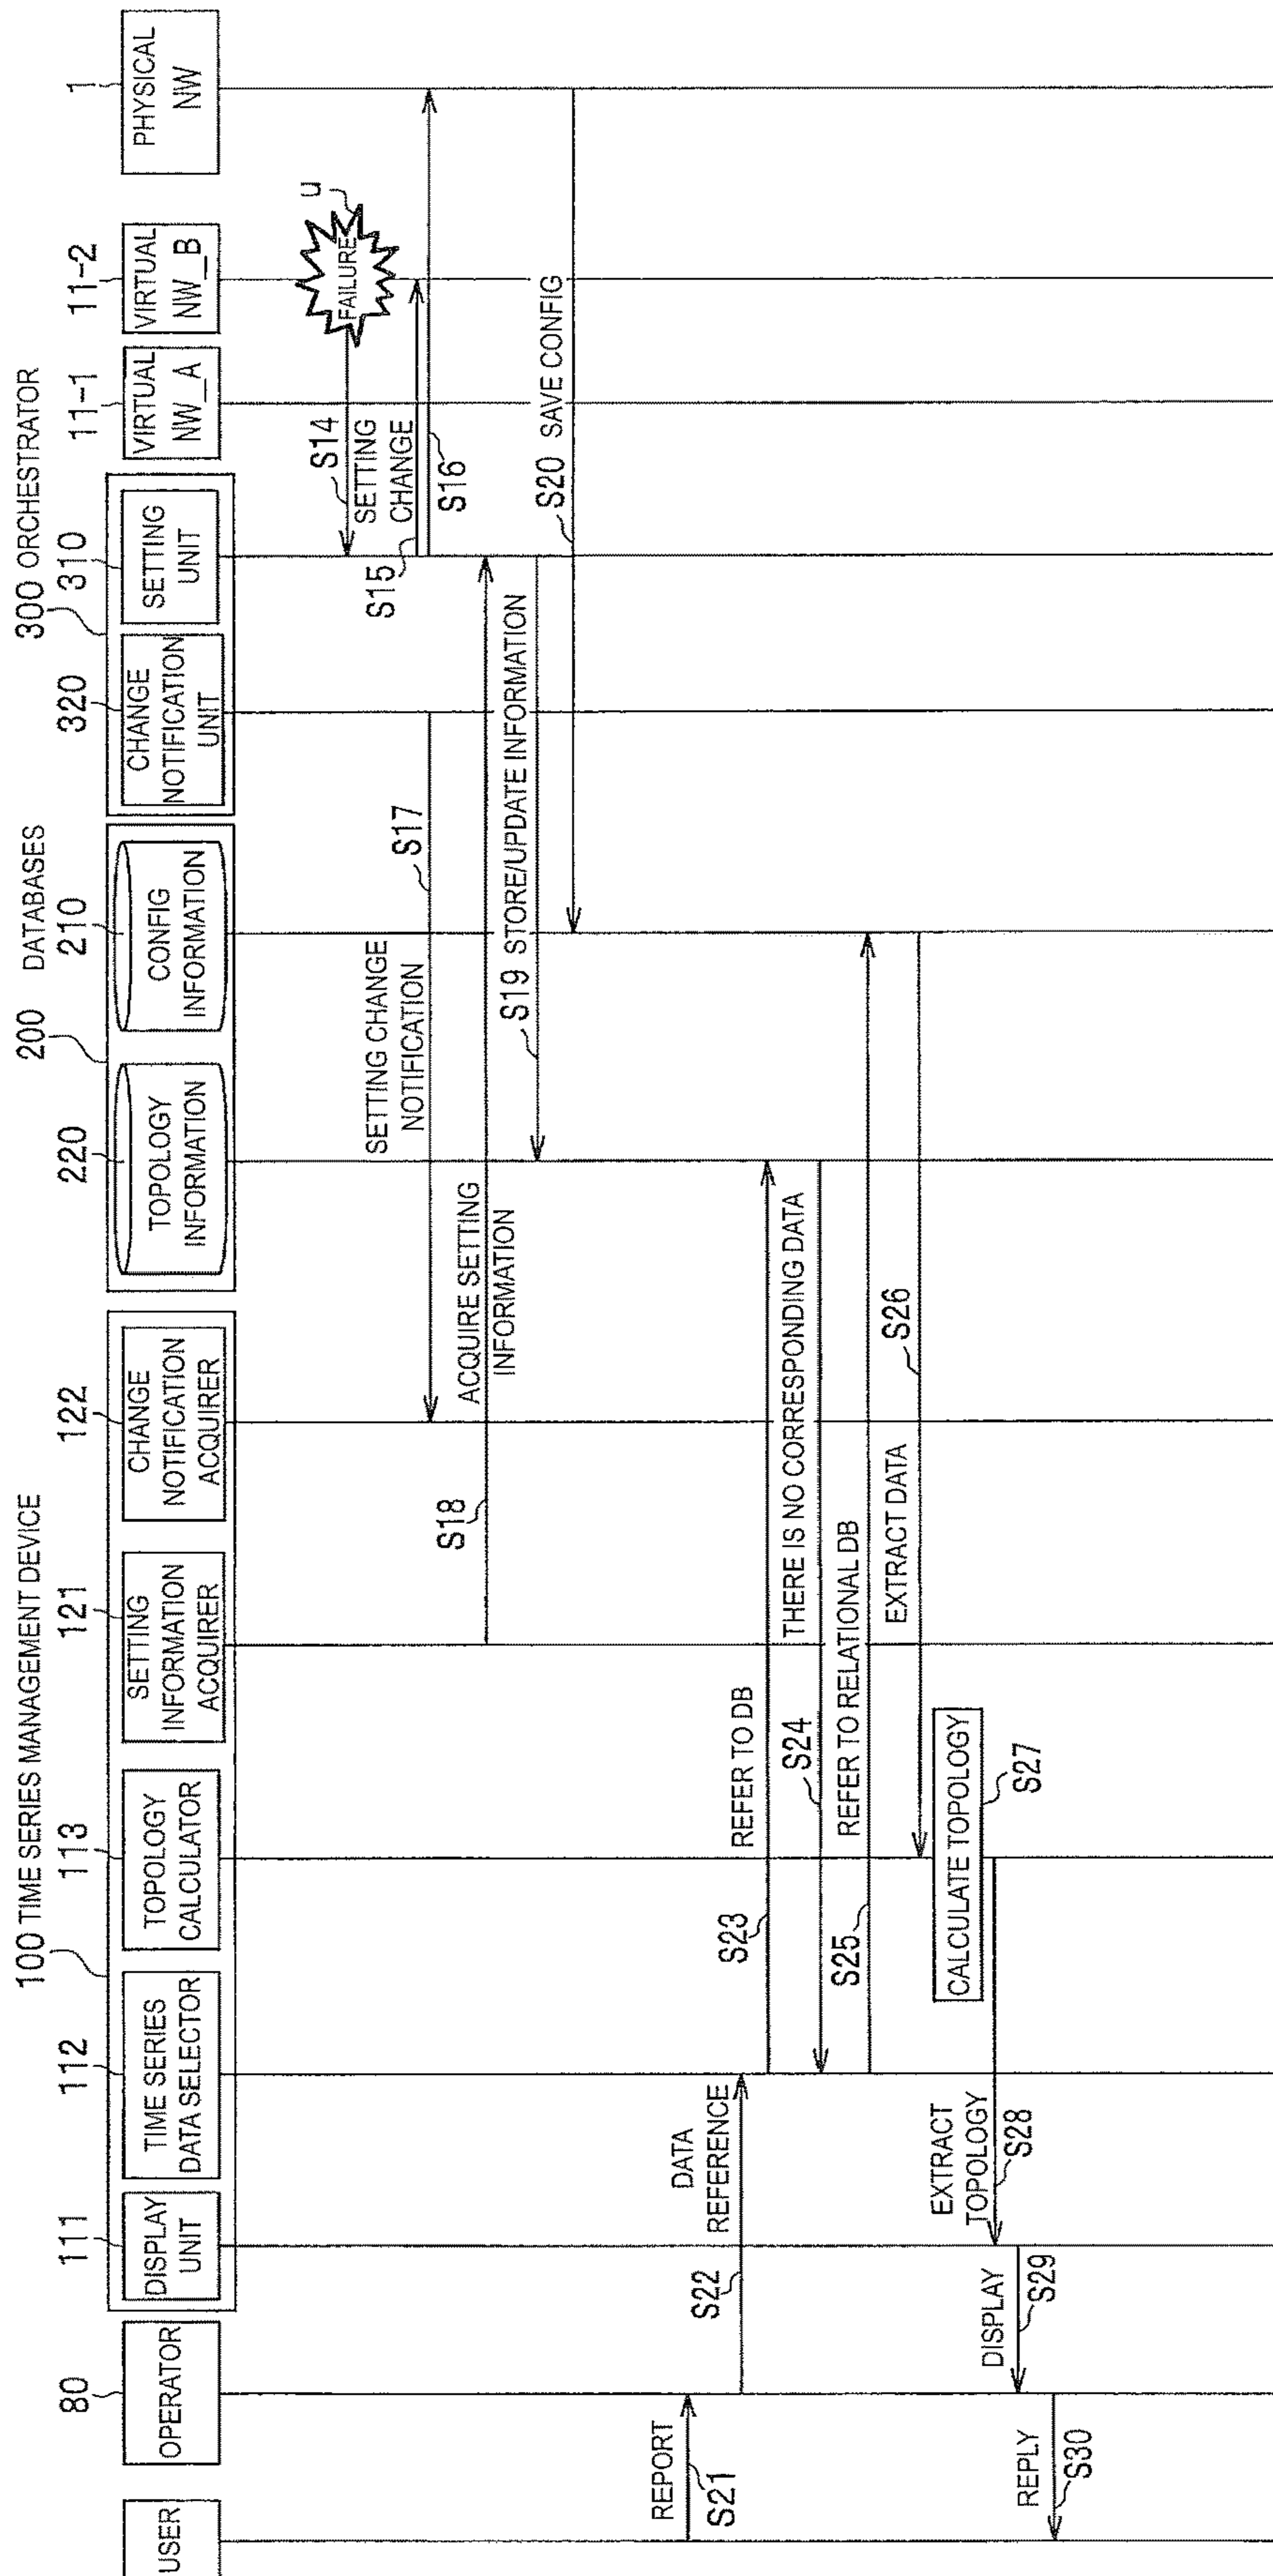 100 TIME SERIES MANAGEMENT DEVICE
200 DATABASES
300 ORCHESTRATOR
80
111
112
113
121
122
220
210
320
310
11-1
11-2
1
USER
OPERATOR
DISPLAY
UNIT
TIME SERIES
DATA SELECTOR
TOPOLOGY
CALCULATOR
SETTING
INFORMATION
ACQUIRER
CHANGE
NOTIFICATION
ACQUIRER
TOPOLOGY
INFORMATION
CONFIG
INFORMATION
CHANGE
NOTIFICATION
UNIT
SETTING
UNIT
VIRTUAL
NW_A
VIRTUAL
NW_B
PHYSICAL
NW
FAILURE
S14
SETTING
CHANGE
S15
S16
SETTING CHANGE
NOTIFICATION
S17
ACQUIRE SETTING
INFORMATION
S18
S19 STORE/UPDATE INFORMATION
S20 SAVE CONFIG
REPORT
S21
DATA
REFERENCE
S22
REFER TO DB
S23
THERE IS NO CORRESPONDING DATA
S24
REFER TO RELATIONAL DB
S25
EXTRACT DATA
S26
CALCULATE TOPOLOGY
S27
EXTRACT
TOPOLOGY
S28
DISPLAY
S29
REPLY
S30